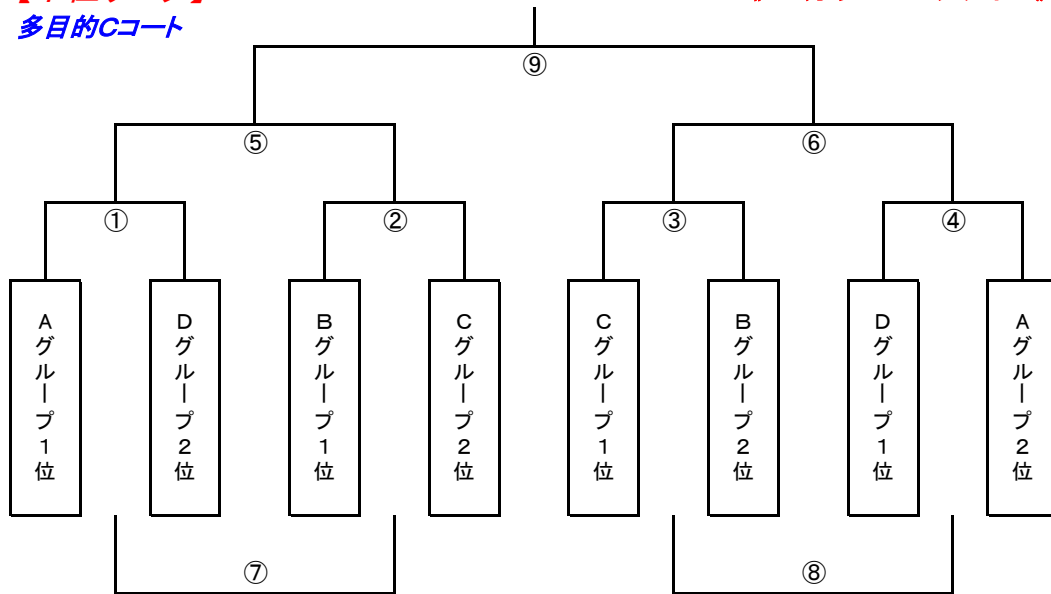 多目的Cコート
⑨
⑤
⑥
①
②
③
④
Aグループ1位
Dグループ2位
Bグループ1位
Cグループ2位
Cグループ1位
Bグループ2位
Dグループ1位
Aグループ2位
⑦
⑧